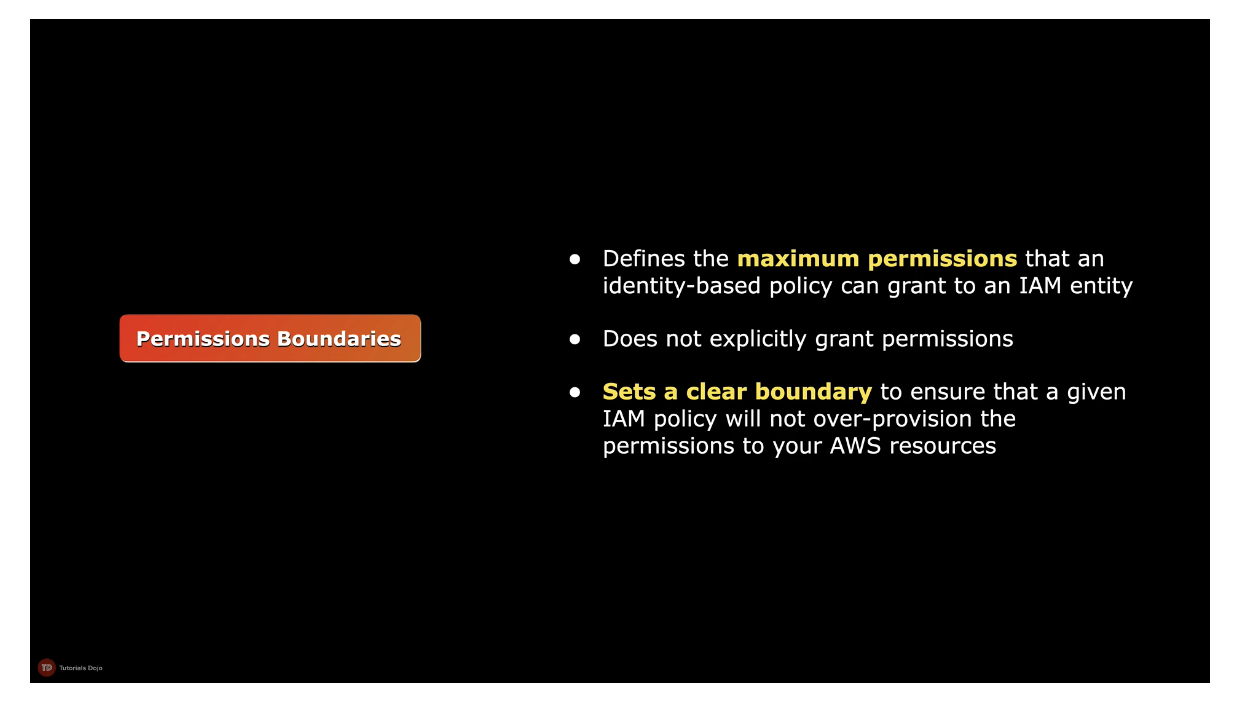 Permissions Boundaries
● Defines the maximum permissions that an
identity-based policy can grant to an IAM entity
● Does not explicitly grant permissions
● Sets a clear boundary to ensure that a given
IAM policy will not over-provision the
permissions to your AWS resources
TD Tutorials Dojo